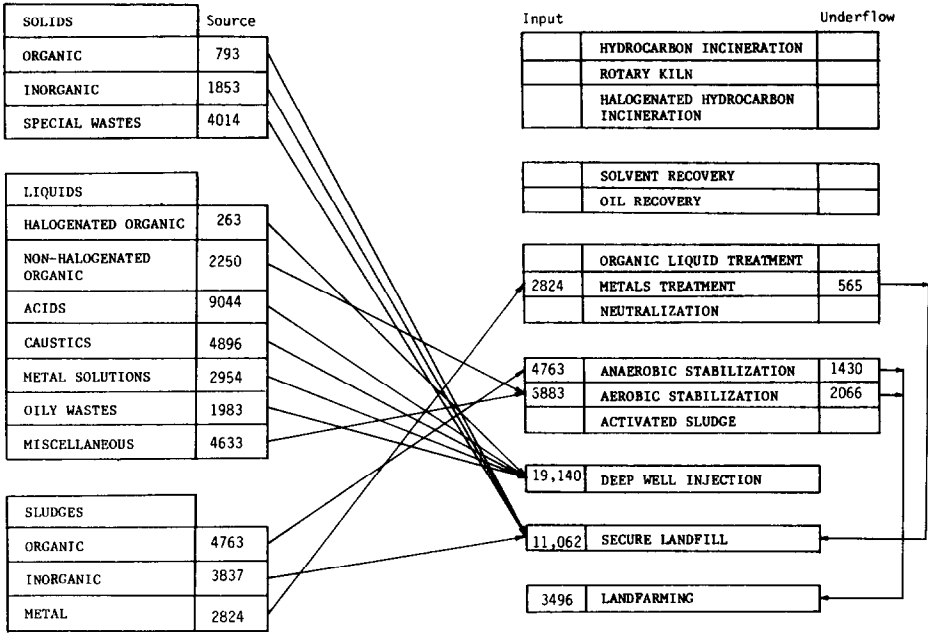 SOLIDS Source
ORGANIC 793
INORGANIC 1853
SPECIAL WASTES 4014
LIQUIDS
HALOGENATED ORGANIC 263
NON-HALOGENATED
ORGANIC 2250
ACIDS 9044
CAUSTICS 4896
METAL SOLUTIONS 2954
OILY WASTES 1983
MISCELLANEOUS 4633
SLUDGES
ORGANIC 4763
INORGANIC 3837
METAL 2824
Input Underflow
HYDROCARBON INCINERATION
ROTARY KILN
HALOGENATED HYDROCARBON
INCINERATION
SOLVENT RECOVERY
OIL RECOVERY
ORGANIC LIQUID TREATMENT
2824 METALS TREATMENT 565
NEUTRALIZATION
4763 ANAEROBIC STABILIZATION 1430
5883 AEROBIC STABILIZATION 2066
ACTIVATED SLUDGE
19,140 DEEP WELL INJECTION
11,062 SECURE LANDFILL
3496 LANDFARMING